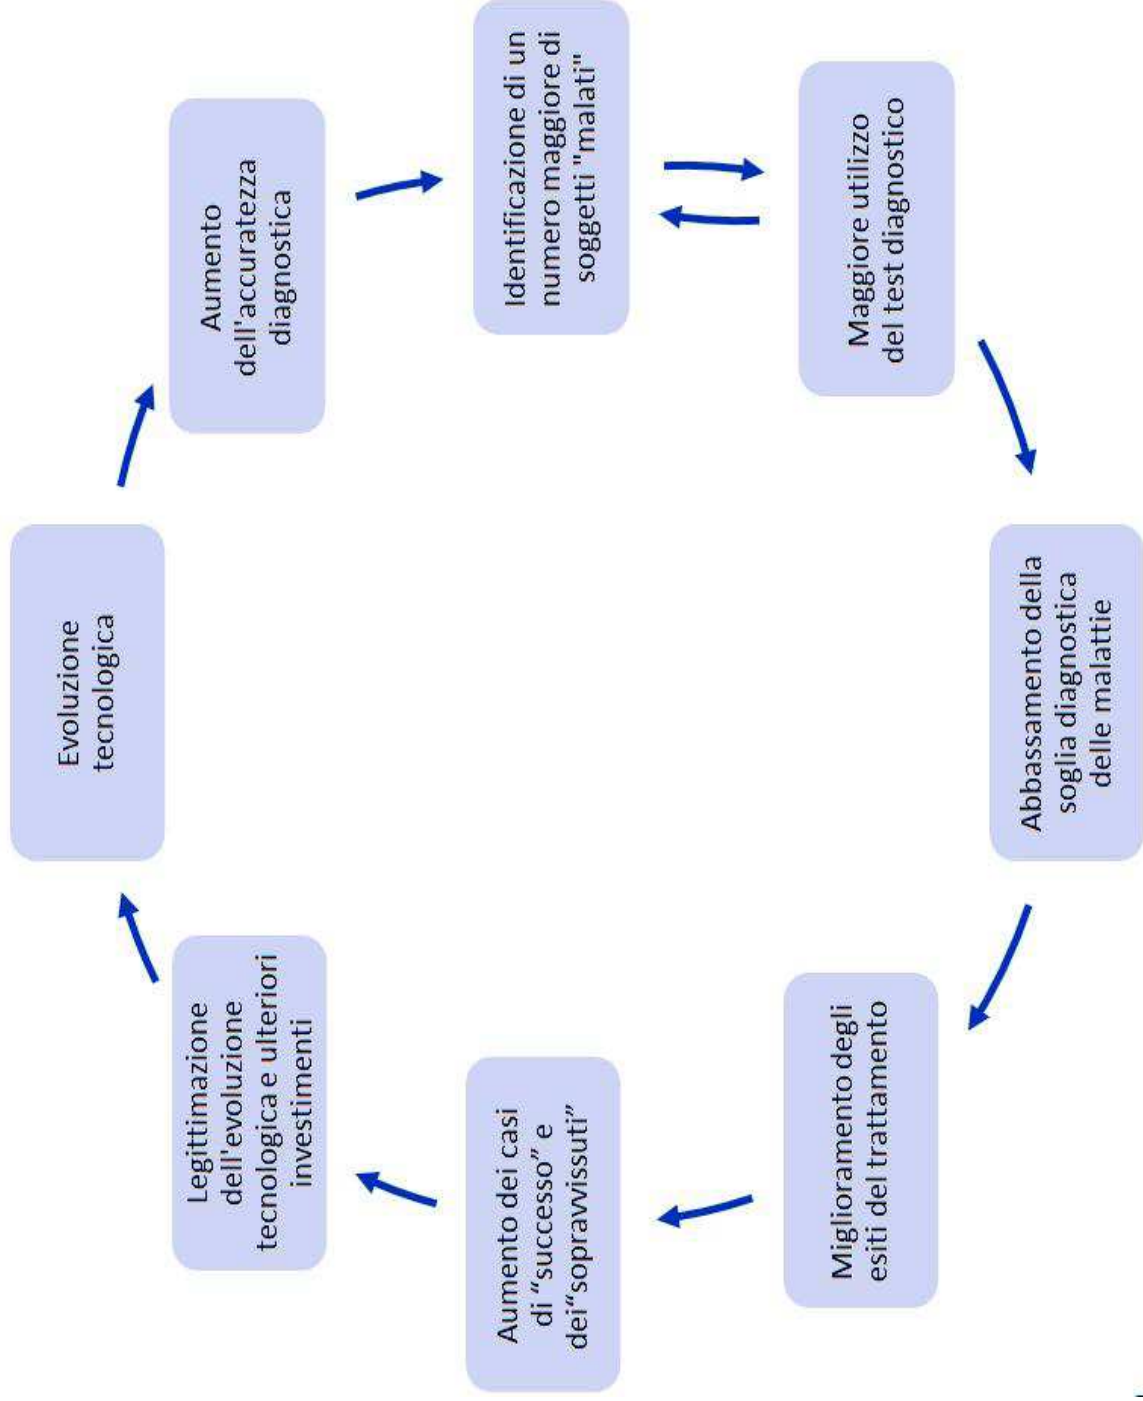 Evoluzione
tecnologica
Aumento
dell'accuratezza
diagnostica
Identificazione di un
numero maggiore di
soggetti "malati"
Maggiore utilizzo
del test diagnostico
Abbassamento della
soglia diagnostica
delle malattie
Miglioramento degli
esiti del trattamento
Aumento dei casi
di “successo” e
dei“sopravvissuti”
Legittimazione
dell'evoluzione
tecnologica e ulteriori
investimenti